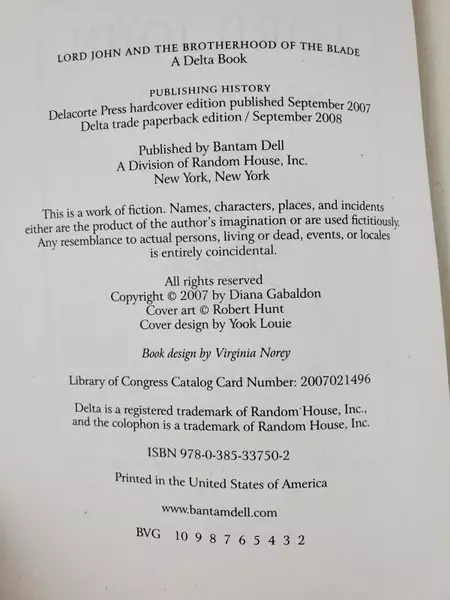 LORD JOHN AND THE BROTHERHOOD OF THE BLADE
A Delta Book
PUBLISHING HISTORY
Delacorte Press hardcover edition published September 2007
Delta trade paperback edition / September 2008
Published by Bantam Dell
A Division of Random House, Inc.
New York, New York
This is a work of fiction. Names, characters, places, and incidents
either are the product of the author's imagination or are used fictitiously.
Any resemblance to actual persons, living or dead, events, or locales
is entirely coincidental.
All rights reserved
Copyright © 2007 by Diana Gabaldon
Cover art © Robert Hunt
Cover design by Yook Louie
Book design by Virginia Norey
Library of Congress Catalog Card Number: 2007021496
Delta is a registered trademark of Random House, Inc.,
and the colophon is a trademark of Random House, Inc.
ISBN 978-0-385-33750-2
Printed in the United States of America
www.bantamdell.com
BVG 10 9 8 7 6 5 4 3 2